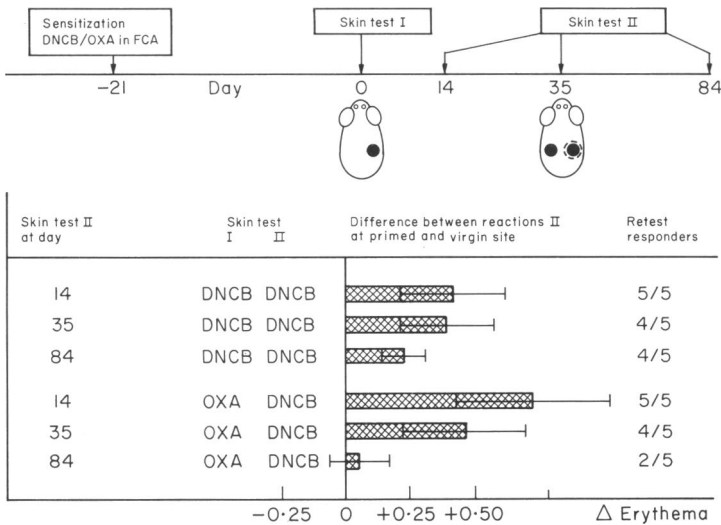 Sensitization
DNCB/OXA in FCA
Skin test I
Skin test II
-21 Day 0 14 35 84
Skin test II
at day
Skin test
I II
Difference between reactions II
at primed and virgin site
Retest
responders
14 DNCB DNCB 5/5
35 DNCB DNCB 4/5
84 DNCB DNCB 4/5
14 OXA DNCB 5/5
35 OXA DNCB 4/5
84 OXA DNCB 2/5
-0·25 0 +0·25 +0·50 △ Erythema